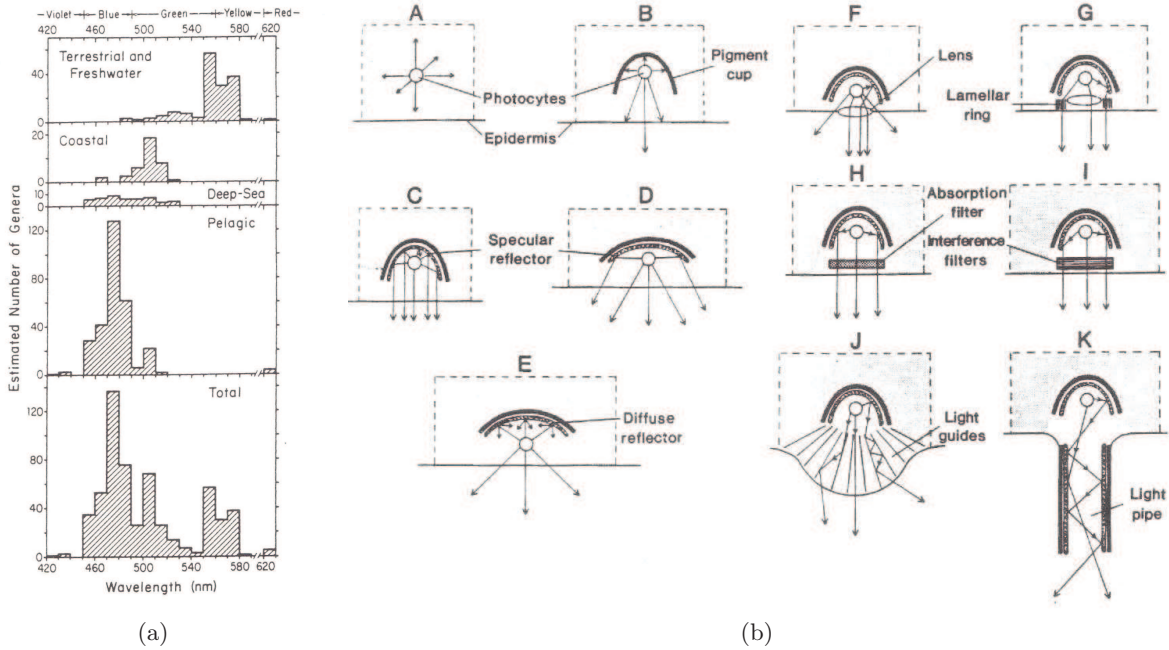 Violet Blue Green Yellow Red
420 460 500 540 580 620
Terrestrial and
Freshwater
40
0
Coastal
20
0
Deep-Sea
10
0
Pelagic
120
80
40
0
Total
120
80
40
0
420 460 500 540 580 620
Wavelength (nm)
Estimated Number of Genera
(a)
A
B
Pigment
cup
Photocytes
Epidermis
C
D
Specular
reflector
E
Diffuse
reflector
F
G
Lens
Lamellar
ring
H
I
Absorption
filter
Interference
filters
J
K
Light
guides
Light
pipe
(b)